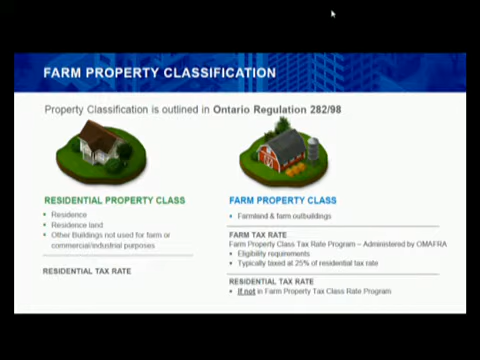 FARM PROPERTY CLASSIFICATION
Property Classification is outlined in Ontario Regulation 282/98
RESIDENTIAL PROPERTY CLASS
• Residence
• Residence land
• Other Buildings not used for farm or
commercial/industrial purposes
RESIDENTIAL TAX RATE
FARM PROPERTY CLASS
• Farmland & farm outbuildings
FARM TAX RATE
Farm Property Class Tax Rate Program – Administered by OMAFRA
• Eligibility requirements
• Typically taxed at 25% of residential tax rate
RESIDENTIAL TAX RATE
• If not in Farm Property Tax Class Rate Program